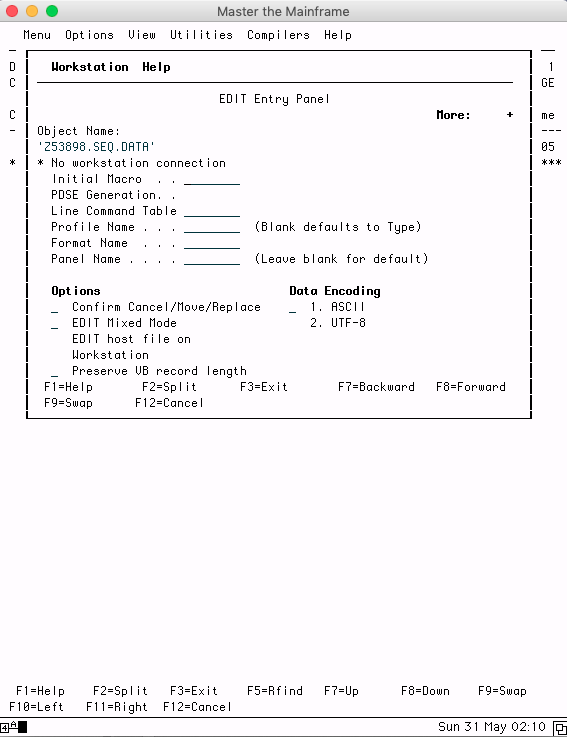 Master the Mainframe
Menu Options View Utilities Compilers Help
Workstation Help
D 1
C GE
EDIT Entry Panel
C More: + me
- Object Name: ---
'Z53898.SEQ.DATA' 05
* * No workstation connection ***
Initial Macro . .
PDSE Generation. .
Line Command Table
Profile Name . . . (Blank defaults to Type)
Format Name . . .
Panel Name . . . . (Leave blank for default)
Options Data Encoding
_ Confirm Cancel/Move/Replace _ 1. ASCII
_ EDIT Mixed Mode 2. UTF-8
EDIT host file on
Workstation
_ Preserve VB record length
F1=Help F2=Split F3=Exit F7=Backward F8=Forward
F9=Swap F12=Cancel
F1=Help F2=Split F3=Exit F5=Rfind F7=Up F8=Down F9=Swap
F10=Left F11=Right F12=Cancel
4A Sun 31 May 02:10